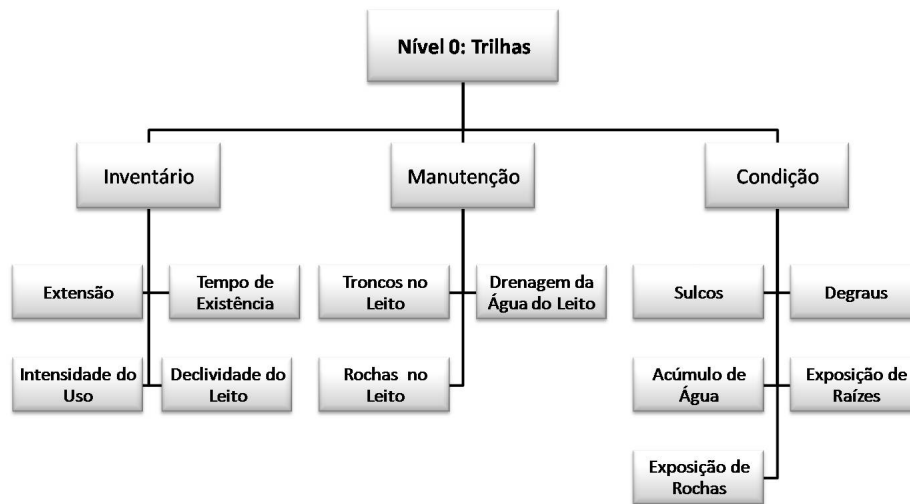 Nível 0: Trilhas
Inventário
Manutenção
Condição
Extensão
Tempo de
Existência
Troncos no
Leito
Drenagem da
Água do Leito
Sulcos
Degraus
Intensidade do
Uso
Declividade do
Leito
Rochas no
Leito
Acúmulo de
Água
Exposição de
Raízes
Exposição de
Rochas